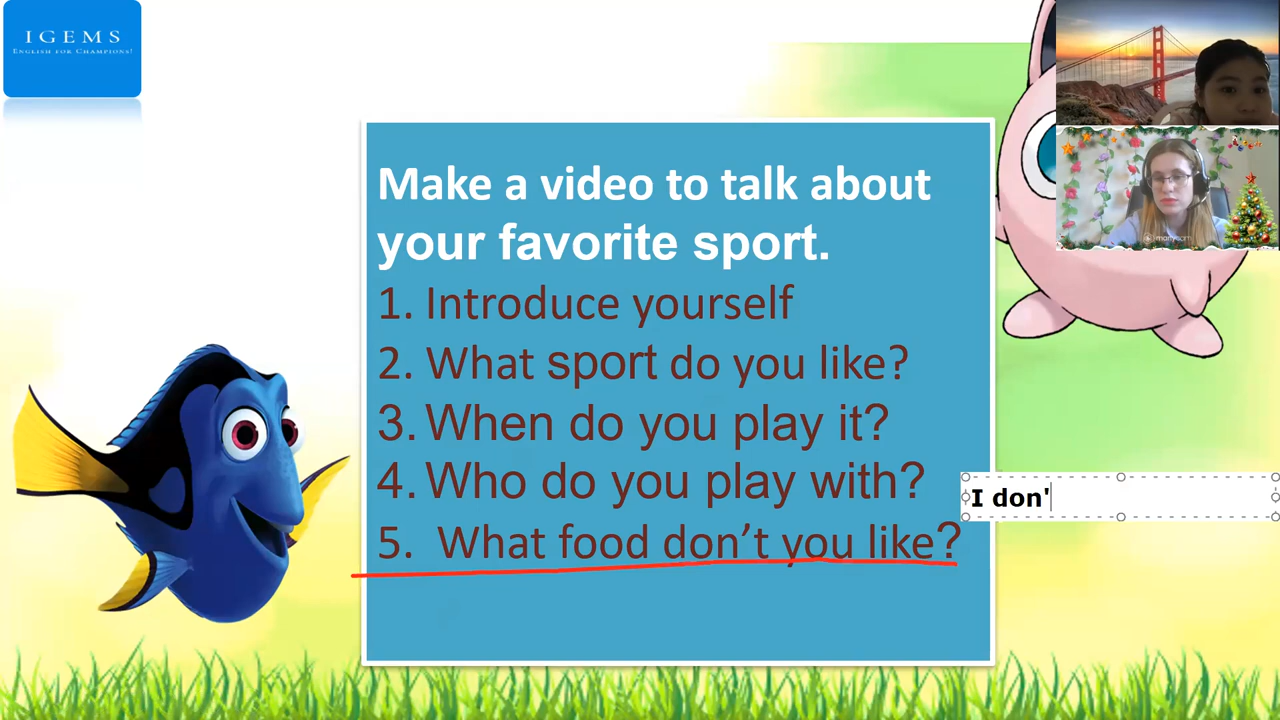 IGEMS
ENGLISH FOR CHAMPIONS!
Make a video to talk about
your favorite sport.
1. Introduce yourself
2. What sport do you like?
3. When do you play it?
4. Who do you play with?
5. What food don’t you like?
I don'